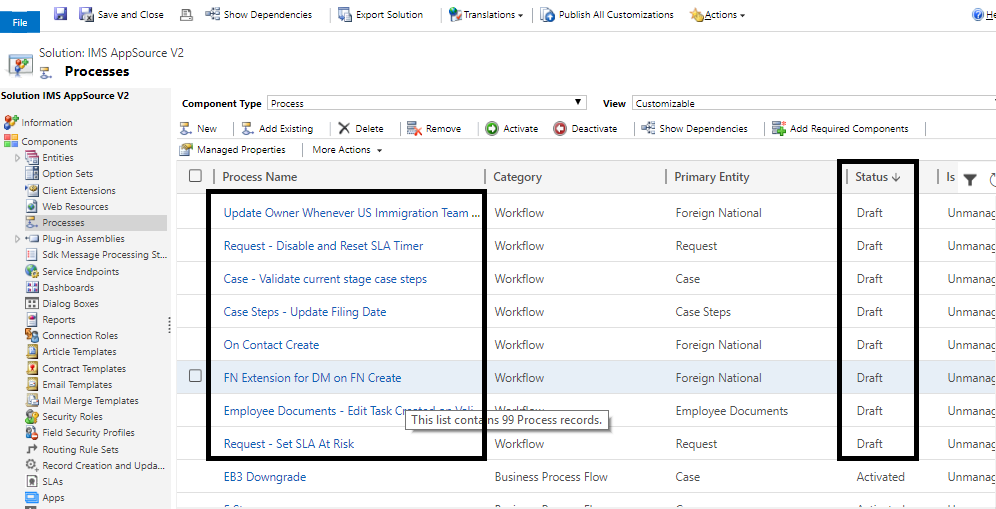 File
Save and Close
Show Dependencies
Export Solution
Translations
Publish All Customizations
Actions
Solution: IMS AppSource V2
Processes
Solution IMS AppSource V2
Information
Components
Entities
Option Sets
Client Extensions
Web Resources
Processes
Plug-in Assemblies
Sdk Message Processing St...
Service Endpoints
Dashboards
Dialog Boxes
Reports
Connection Roles
Article Templates
Contract Templates
Email Templates
Mail Merge Templates
Security Roles
Field Security Profiles
Routing Rule Sets
Record Creation and Upda...
SLAs
Apps
Component Type Process View Customizable
New Add Existing Delete Remove Activate Deactivate Show Dependencies Add Required Components
Managed Properties More Actions
Process Name Category Primary Entity Status Is
Update Owner Whenever US Immigration Team ... Workflow Foreign National Draft Unmanag
Request - Disable and Reset SLA Timer Workflow Request Draft Unmanag
Case - Validate current stage case steps Workflow Case Draft Unmanag
Case Steps - Update Filing Date Workflow Case Steps Draft Unmanag
On Contact Create Workflow Foreign National Draft Unmanag
FN Extension for DM on FN Create Workflow Foreign National Draft Unmanag
Employee Documents - Edit Task Created on Vali Workflow Employee Documents Draft Unmanag
This list contains 99 Process records.
Request - Set SLA At Risk Workflow Request Draft Unmanag
EB3 Downgrade Business Process Flow Case Activated Unmanag